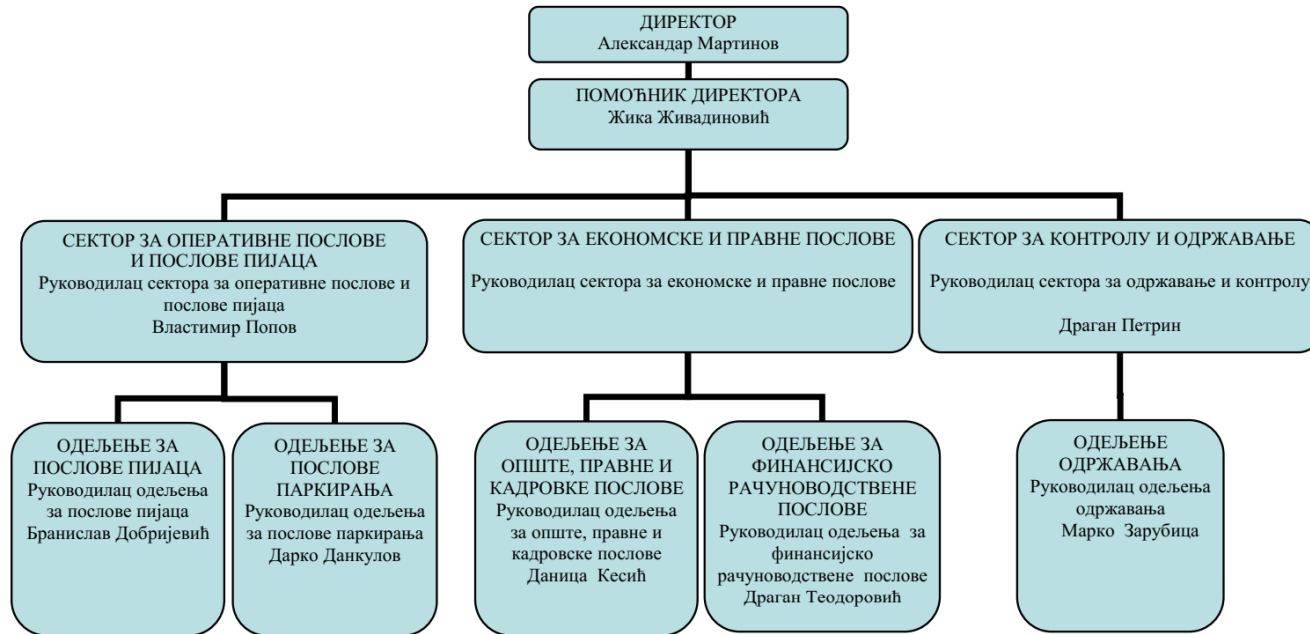 ДИРЕКТОР
Александар Мартинов
ПОМОЋНИК ДИРЕКТОРА
Жика Живадиновић
СЕКТОР ЗА ОПЕРАТИВНЕ ПОСЛОВЕ
И ПОСЛОВЕ ПИЈАЦА
Руководилац сектора за оперативне послове и
послове пијаца
Властимир Попов
СЕКТОР ЗА ЕКОНОМСКЕ И ПРАВНЕ ПОСЛОВЕ
Руководилац сектора за економске и правне послове
СЕКТОР ЗА КОНТРОЛУ И ОДРЖАВАЊЕ
Руководилац сектора за одржавање и контролу
Драган Петрин
ОДЕЉЕЊЕ ЗА
ПОСЛОВЕ ПИЈАЦА
Руководилац одељења
за послове пијаца
Бранислав Добријевић
ОДЕЉЕЊЕ ЗА
ПОСЛОВЕ
ПАРКИРАЊА
Руководилац одељења
за послове паркирања
Дарко Данкулов
ОДЕЉЕЊЕ ЗА
ОПШТЕ, ПРАВНЕ И
КАДРОВКЕ ПОСЛОВЕ
Руководилац одељења
за опште, правне и
кадровске послове
Даница Кесић
ОДЕЉЕЊЕ ЗА
ФИНАНСИЈСКО
РАЧУНОВОДСТВЕНЕ
ПОСЛОВЕ
Руководилац одељења за
финансијско
рачуноводствене послове
Драган Теодоровић
ОДЕЉЕЊЕ
ОДРЖАВАЊА
Руководилац одељења
одржавања
Марко Зарубица